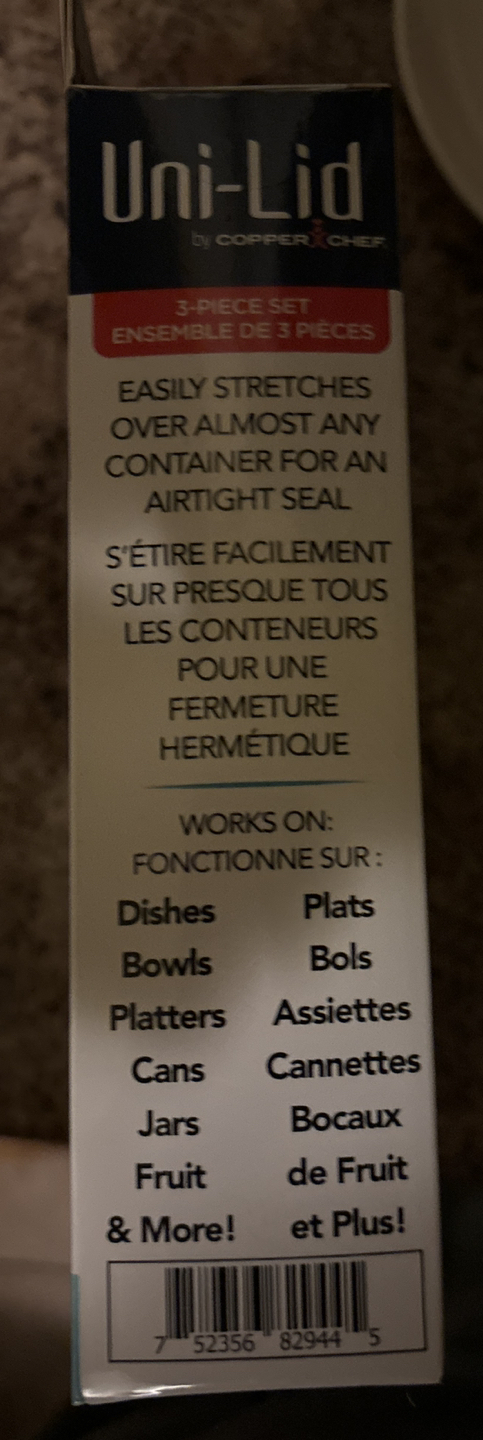 Uni-Lid
by COPPER CHEF
3-PIECE SET
ENSEMBLE DE 3 PIÈCES
EASILY STRETCHES
OVER ALMOST ANY
CONTAINER FOR AN
AIRTIGHT SEAL
S'ÉTIRE FACILEMENT
SUR PRESQUE TOUS
LES CONTENEURS
POUR UNE
FERMETURE
HERMÉTIQUE
WORKS ON:
FONCTIONNE SUR :
Dishes Plats
Bowls Bols
Platters Assiettes
Cans Cannettes
Jars Bocaux
Fruit de Fruit
& More! et Plus!
7 52356 82944 5